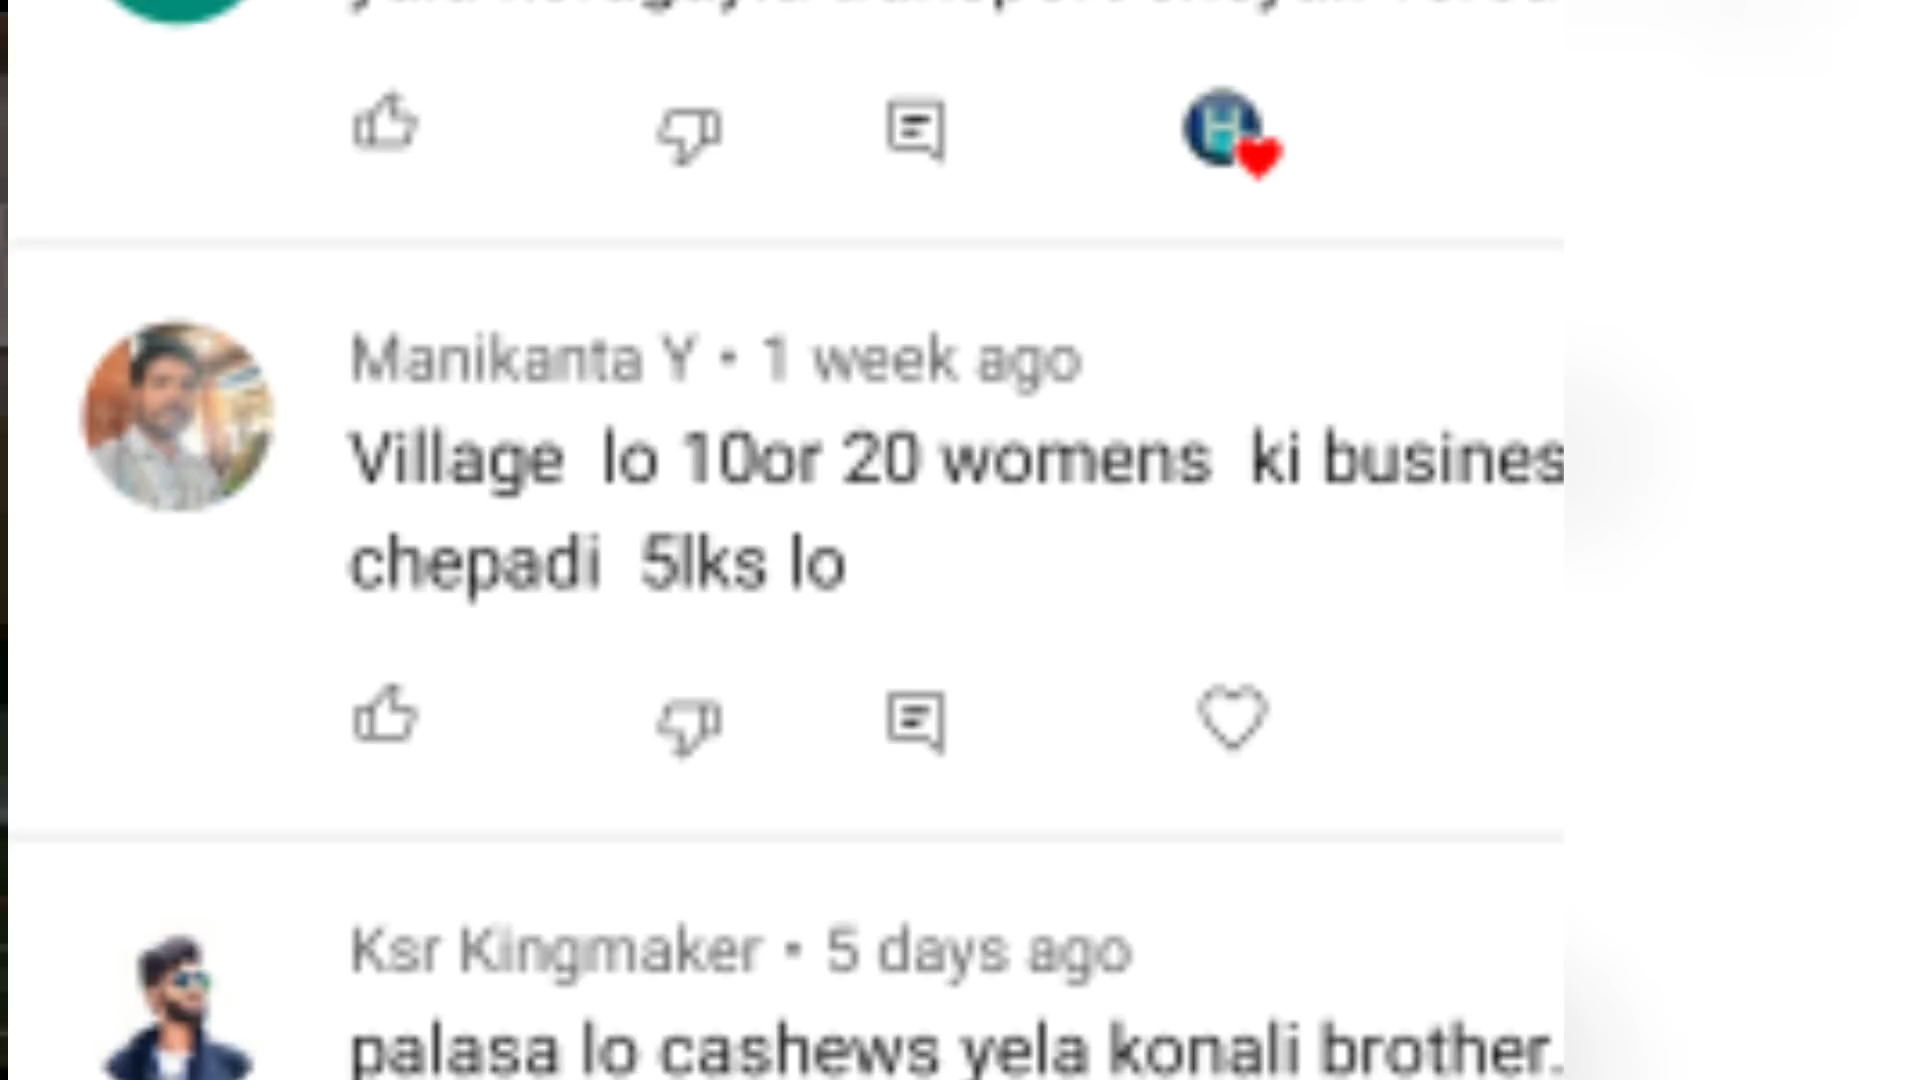 Manikanta Y • 1 week ago
Village lo 10or 20 womens ki busines
chepadi 5lks lo
Ksr Kingmaker • 5 days ago
palasa lo cashews yela konali brother.